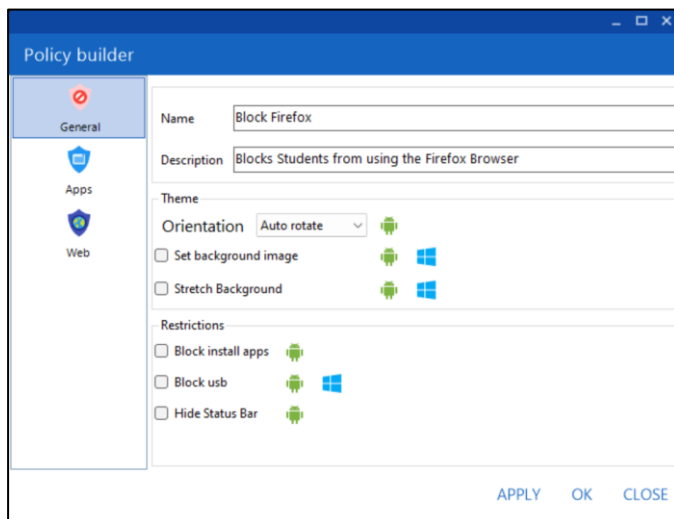 Policy builder
General
Apps
Web
Name Block Firefox
Description Blocks Students from using the Firefox Browser
Theme
Orientation Auto rotate
Set background image
Stretch Background
Restrictions
Block install apps
Block usb
Hide Status Bar
APPLY OK CLOSE